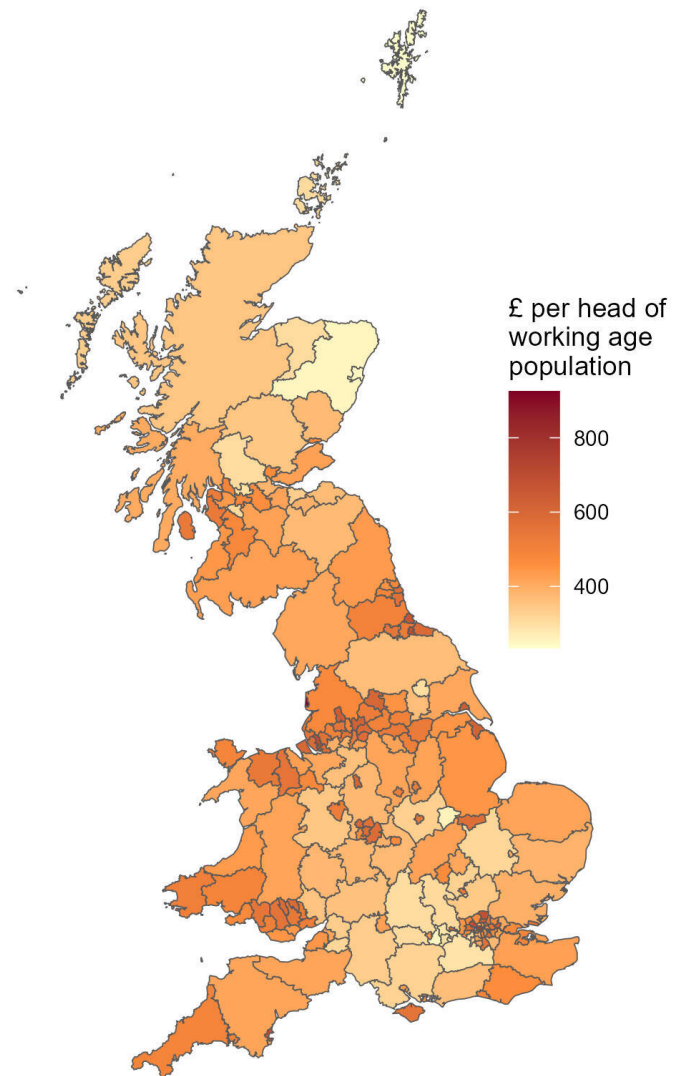 £ per head of
working age
population
800
600
400